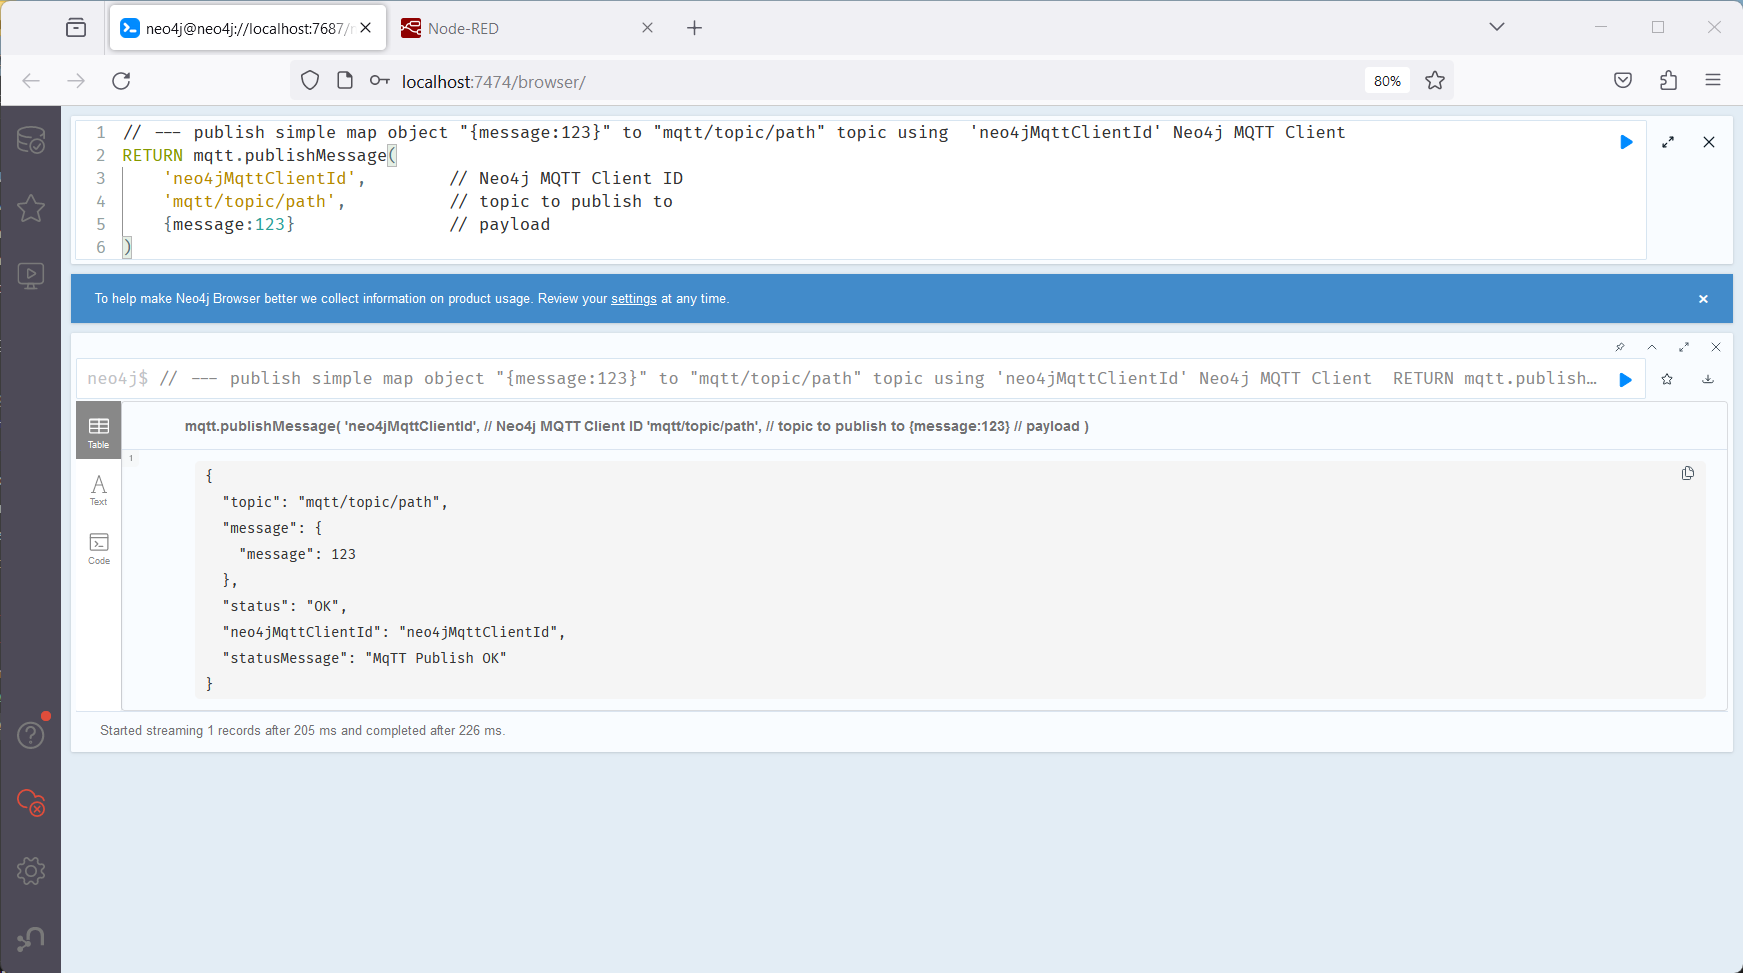 neo4j@neo4j://localhost:7687/
Node-RED
localhost:7474/browser/
80%
1 // --- publish simple map object "{message:123}" to "mqtt/topic/path" topic using  'neo4jMqttClientId' Neo4j MQTT Client
2 RETURN mqtt.publishMessage(
3     'neo4jMqttClientId',        // Neo4j MQTT Client ID
4     'mqtt/topic/path',          // topic to publish to
5     {message:123}               // payload
6 )
To help make Neo4j Browser better we collect information on product usage. Review your settings at any time.
neo4j$ // --- publish simple map object "{message:123}" to "mqtt/topic/path" topic using 'neo4jMqttClientId' Neo4j MQTT Client  RETURN mqtt.publish…
Table
Text
Code
mqtt.publishMessage( 'neo4jMqttClientId', // Neo4j MQTT Client ID 'mqtt/topic/path', // topic to publish to {message:123} // payload )
1
{
  "topic": "mqtt/topic/path",
  "message": {
    "message": 123
  },
  "status": "OK",
  "neo4jMqttClientId": "neo4jMqttClientId",
  "statusMessage": "MqTT Publish OK"
}
Started streaming 1 records after 205 ms and completed after 226 ms.